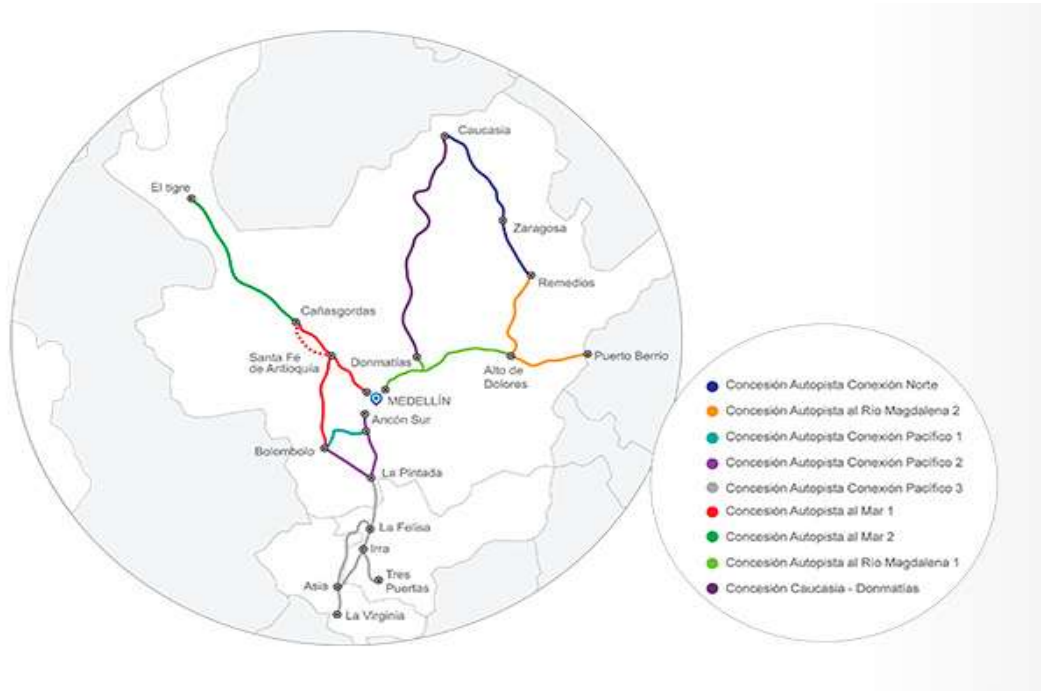 Caucasia
El tigre
Zaragosa
Remedios
Cañasgordas
Santa Fé
de Antioquia
Donmatías
Alto de
Dolores
Puerto Berrio
MEDELLÍN
Ancón Sur
Bolombolo
La Pintada
La Felisa
Irra
Tres
Puertas
Asia
La Virginia
Concesión Autopista Conexión Norte
Concesión Autopista al Río Magdalena 2
Concesión Autopista Conexión Pacífico 1
Concesión Autopista Conexión Pacífico 2
Concesión Autopista Conexión Pacífico 3
Concesión Autopista al Mar 1
Concesión Autopista al Mar 2
Concesión Autopista al Río Magdalena 1
Concesión Caucasia - Donmatías